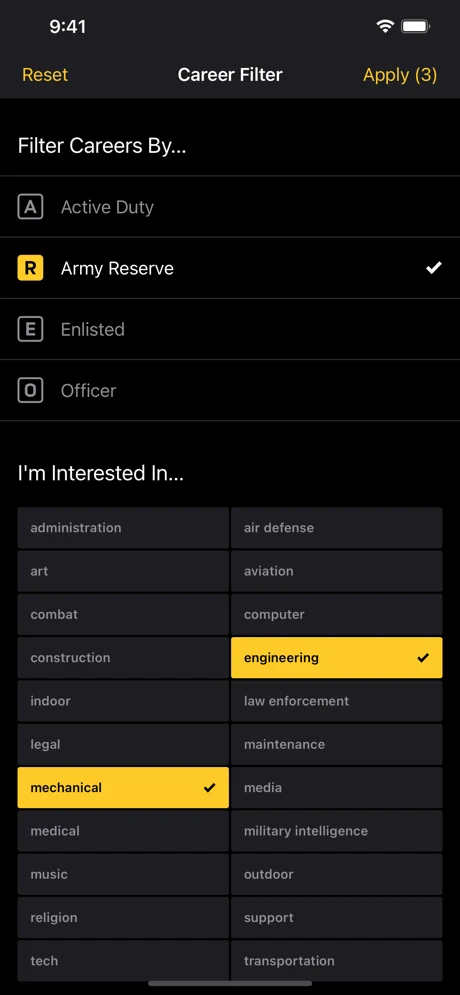 9:41
Reset Career Filter Apply (3)
Filter Careers By...
A Active Duty
R Army Reserve
E Enlisted
O Officer
I'm Interested In...
administration air defense
art aviation
combat computer
construction engineering
indoor law enforcement
legal maintenance
mechanical media
medical military intelligence
music outdoor
religion support
tech transportation